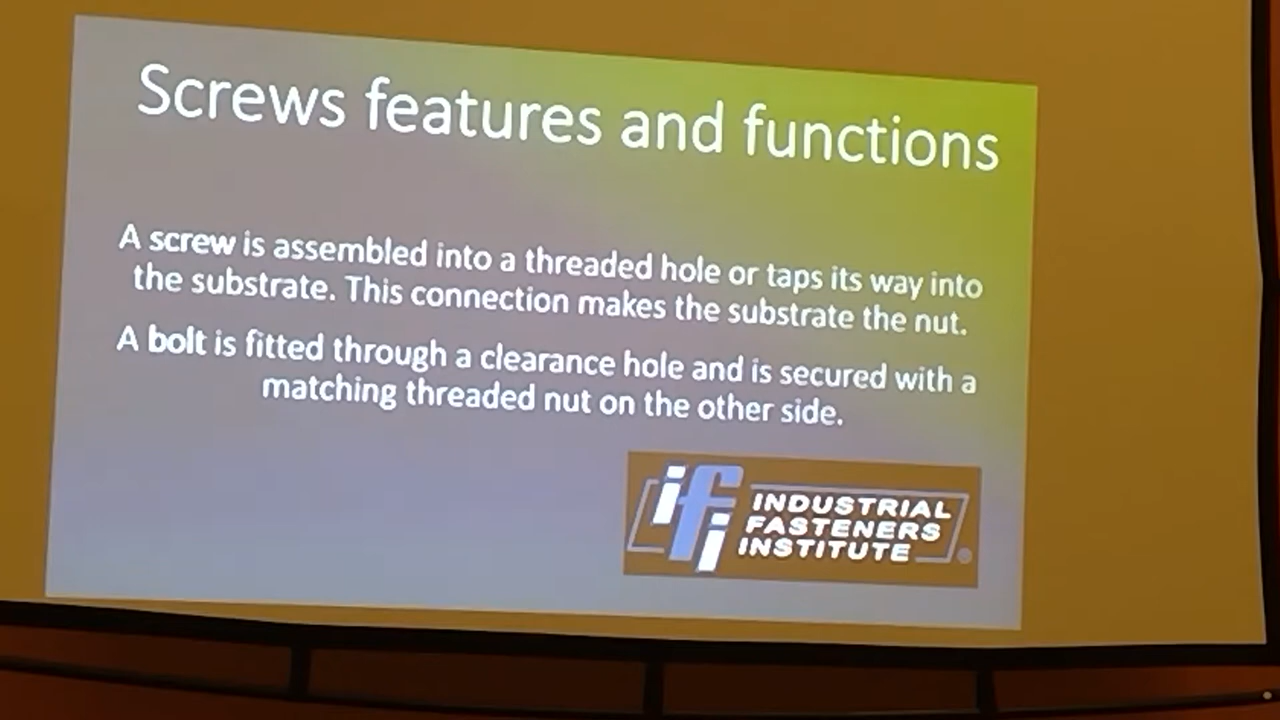 Screws features and functions
A screw is assembled into a threaded hole or taps its way into
the substrate. This connection makes the substrate the nut.
A bolt is fitted through a clearance hole and is secured with a
matching threaded nut on the other side.
ifi
INDUSTRIAL
FASTENERS
INSTITUTE